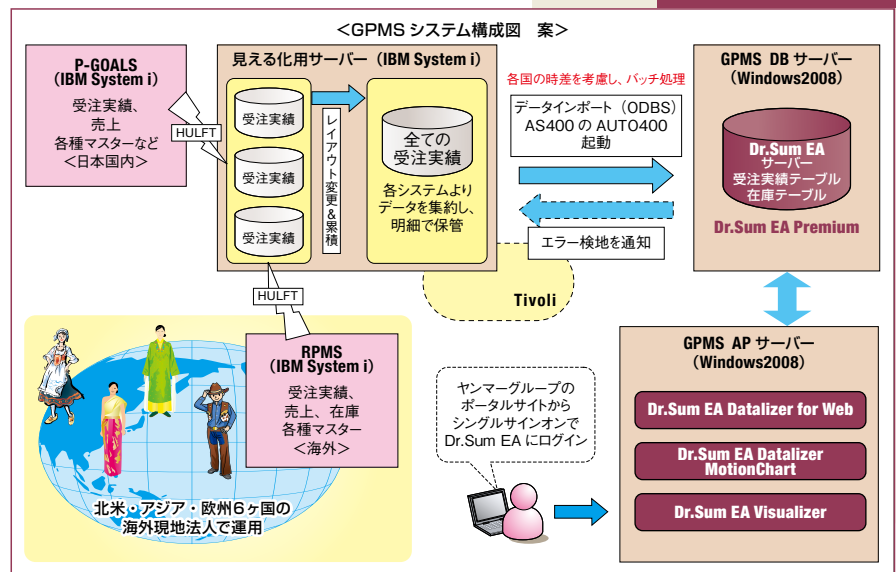 ＜GPMS システム構成図　案＞
P-GOALS
(IBM System i)
受注実績、
売上
各種マスターなど
＜日本国内＞
HULFT
見える化用サーバー（IBM System i）
受注実績
受注実績
受注実績
レイアウト変更＆累積
全ての
受注実績
各システムより
データを集約し、
明細で保管
各国の時差を考慮し、バッチ処理
データインポート（ODBS）
AS400 の AUTO400
起動
エラー検地を通知
Tivoli
GPMS DB サーバー
(Windows2008)
Dr.Sum EA
サーバー
受注実績テーブル
在庫テーブル
Dr.Sum EA Premium
HULFT
RPMS
(IBM System i)
受注実績、
売上、在庫
各種マスター
＜海外＞
北米・アジア・欧州6ヶ国の
海外現地法人で運用
ヤンマーグループの
ポータルサイトから
シングルサインオンで
Dr.Sum EA にログイン
GPMS AP サーバー
(Windows2008)
Dr.Sum EA Datalizer for Web
Dr.Sum EA Datalizer
MotionChart
Dr.Sum EA Visualizer